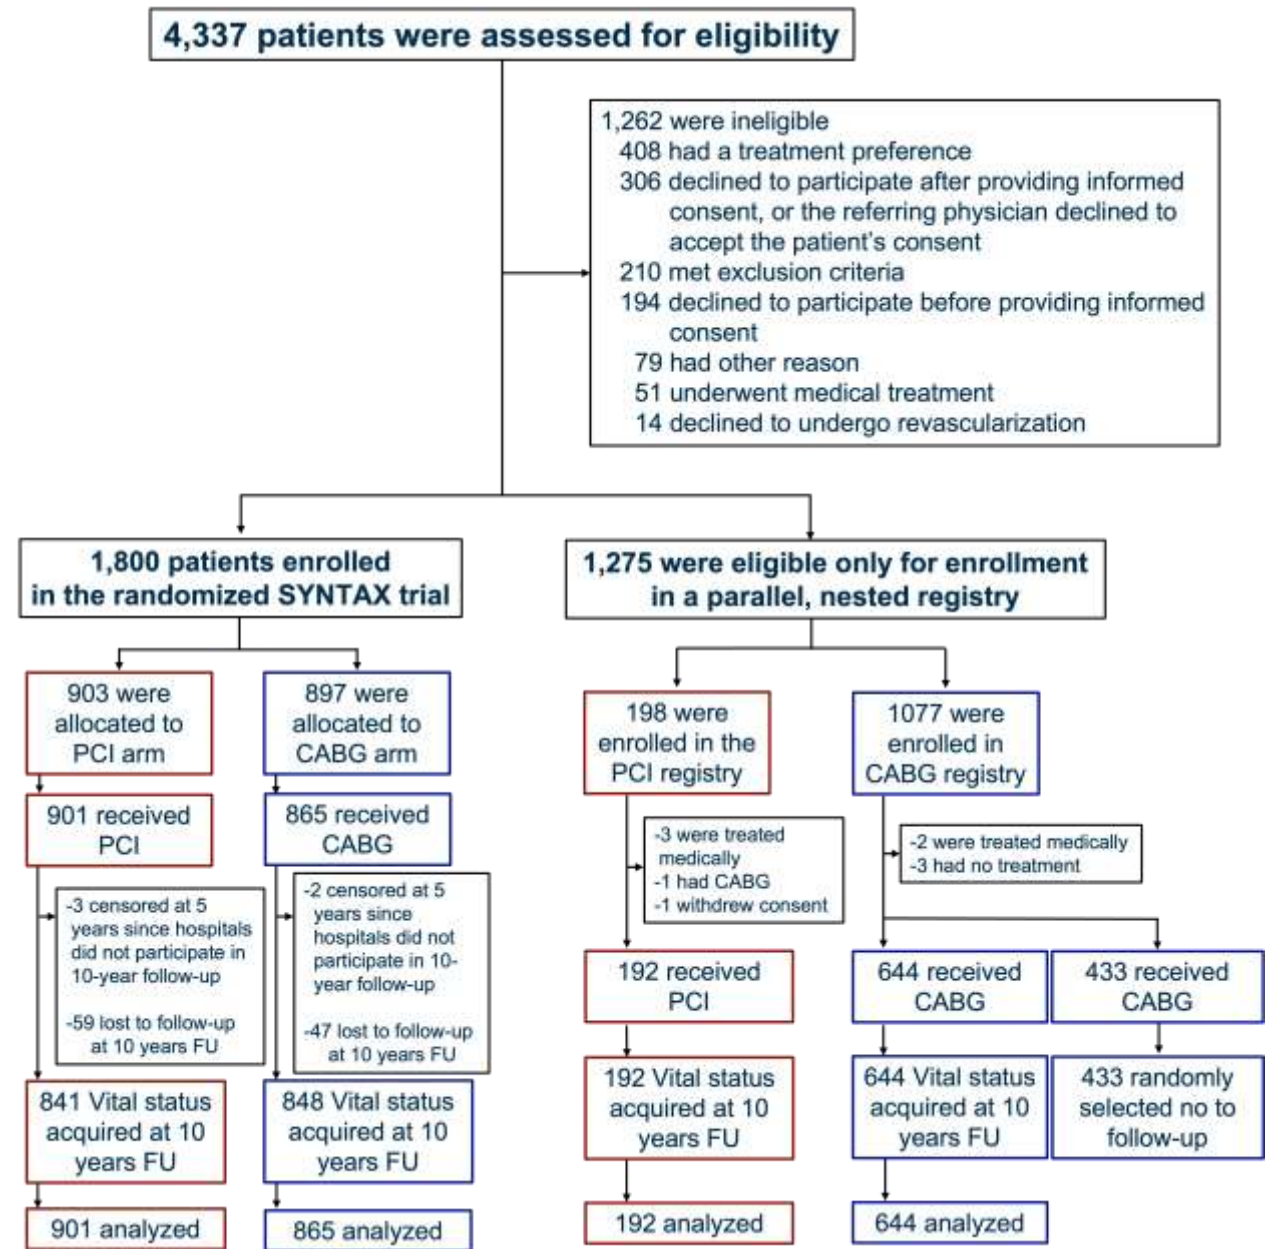 4,337 patients were assessed for eligibility
1,262 were ineligible
408 had a treatment preference
306 declined to participate after providing informed
consent, or the referring physician declined to
accept the patient's consent
210 met exclusion criteria
194 declined to participate before providing informed
consent
79 had other reason
51 underwent medical treatment
14 declined to undergo revascularization
1,800 patients enrolled
in the randomized SYNTAX trial
1,275 were eligible only for enrollment
in a parallel, nested registry
903 were
allocated to
PCI arm
897 were
allocated to
CABG arm
198 were
enrolled in the
PCI registry
1077 were
enrolled in
CABG registry
901 received
PCI
865 received
CABG
-3 were treated
medically
-1 had CABG
-1 withdrew consent
-2 were treated medically
-3 had no treatment
-3 censored at 5
years since hospitals
did not participate in
10-year follow-up
-59 lost to follow-up
at 10 years FU
-2 censored at 5
years since
hospitals did not
participate in 10-
year follow-up
-47 lost to follow-up
at 10 years FU
192 received
PCI
644 received
CABG
433 received
CABG
841 Vital status
acquired at 10
years FU
848 Vital status
acquired at 10
years FU
192 Vital status
acquired at 10
years FU
644 Vital status
acquired at 10
years FU
433 randomly
selected no to
follow-up
901 analyzed
865 analyzed
192 analyzed
644 analyzed